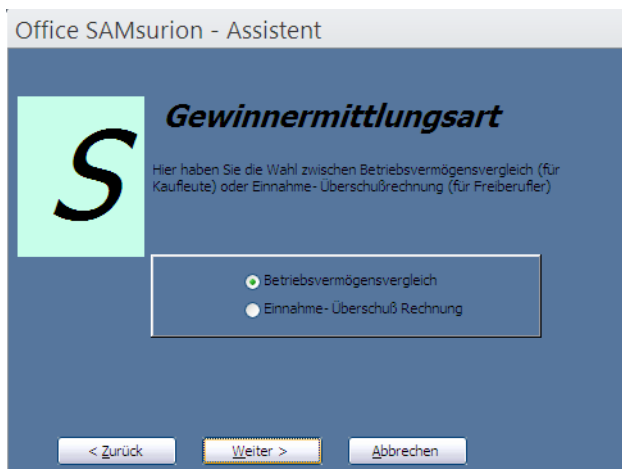 Office SAMsurion - Assistent
S
Gewinnermittlungsart
Hier haben Sie die Wahl zwischen Betriebsvermögensvergleich (für
Kaufleute) oder Einnahme- Überschußrechnung (für Freiberufler)
Betriebsvermögensvergleich
Einnahme- Überschuß Rechnung
< Zurück
Weiter >
Abbrechen